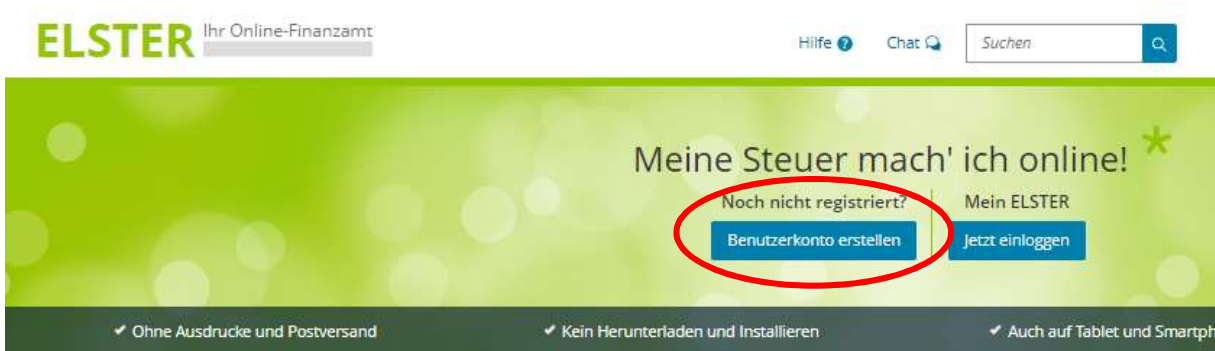 ELSTER Ihr Online-Finanzamt
Hilfe ? Chat Suchen
Meine Steuer mach' ich online! *
Noch nicht registriert? Mein ELSTER
Benutzerkonto erstellen Jetzt einloggen
✔ Ohne Ausdrucke und Postversand ✔ Kein Herunterladen und Installieren ✔ Auch auf Tablet und Smartph